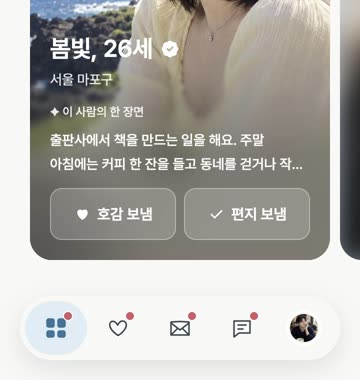 봄빛, 26세
서울 마포구
이 사람의 한 장면
출판사에서 책을 만드는 일을 해요. 주말
아침에는 커피 한 잔을 들고 동네를 걷거나 작...
호감 보냄
편지 보냄